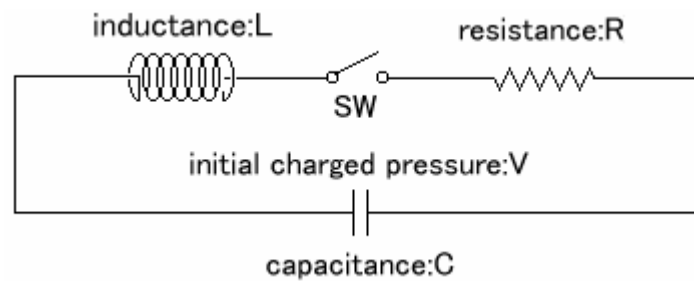 inductance:L
resistance:R
SW
initial charged pressure:V
capacitance:C